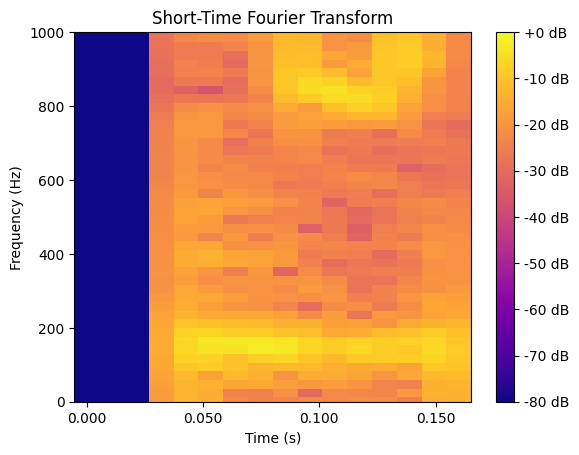 Short-Time Fourier Transform
Frequency (Hz)
1000
800
600
400
200
0
0.000
0.050
0.100
0.150
Time (s)
+0 dB
-10 dB
-20 dB
-30 dB
-40 dB
-50 dB
-60 dB
-70 dB
-80 dB